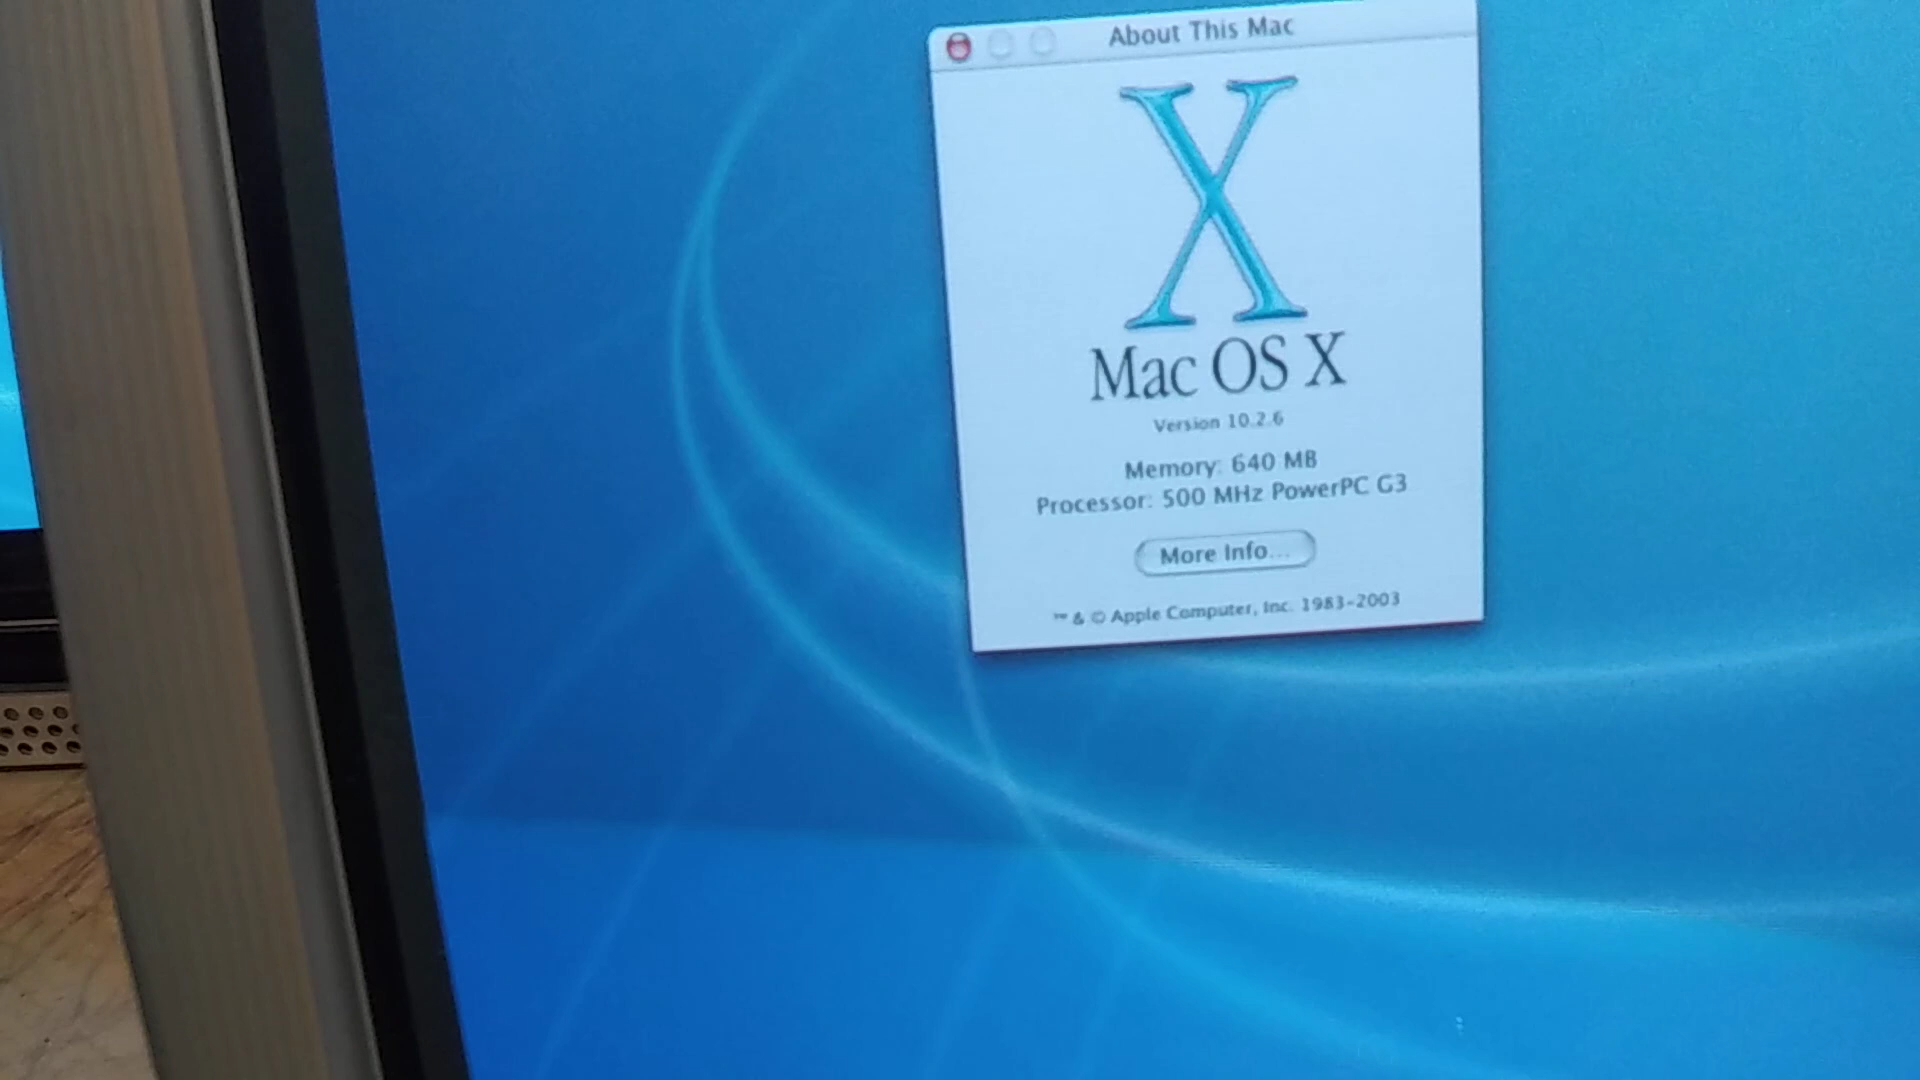 About This Mac
X
Mac OS X
Version 10.2.6
Memory: 640 MB
Processor: 500 MHz PowerPC G3
More Info...
™ & © Apple Computer, Inc. 1983-2003